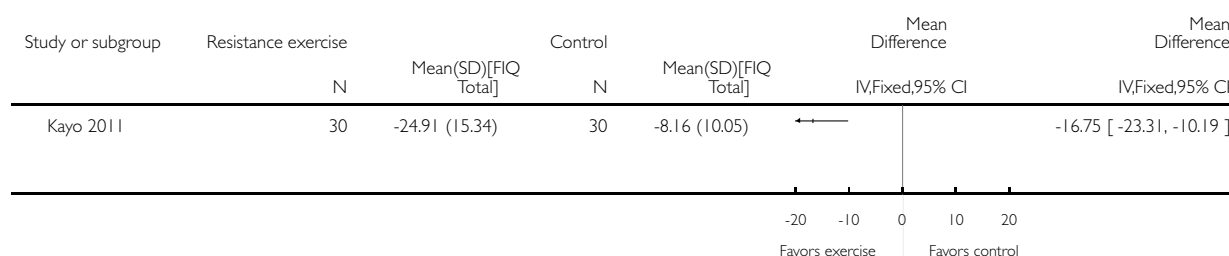 Study or subgroup Resistance exercise Control Mean Difference Mean Difference
N Mean(SD)[FIQ Total] N Mean(SD)[FIQ Total] IV,Fixed,95% CI IV,Fixed,95% CI
Kayo 2011 30 -24.91 (15.34) 30 -8.16 (10.05) -16.75 [ -23.31, -10.19 ]
-20 -10 0 10 20
Favors exercise Favors control